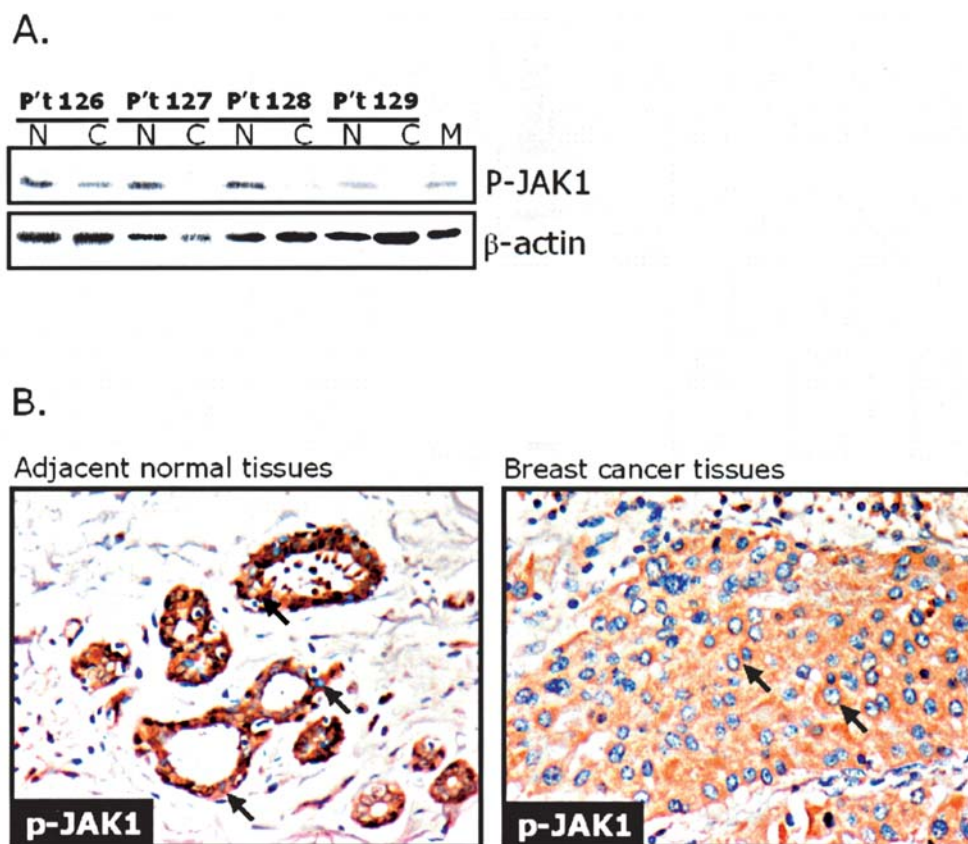 A.
P't 126 P't 127 P't 128 P't 129
N C N C N C N C M
P-JAK1
β-actin
B.
Adjacent normal tissues Breast cancer tissues
p-JAK1 p-JAK1